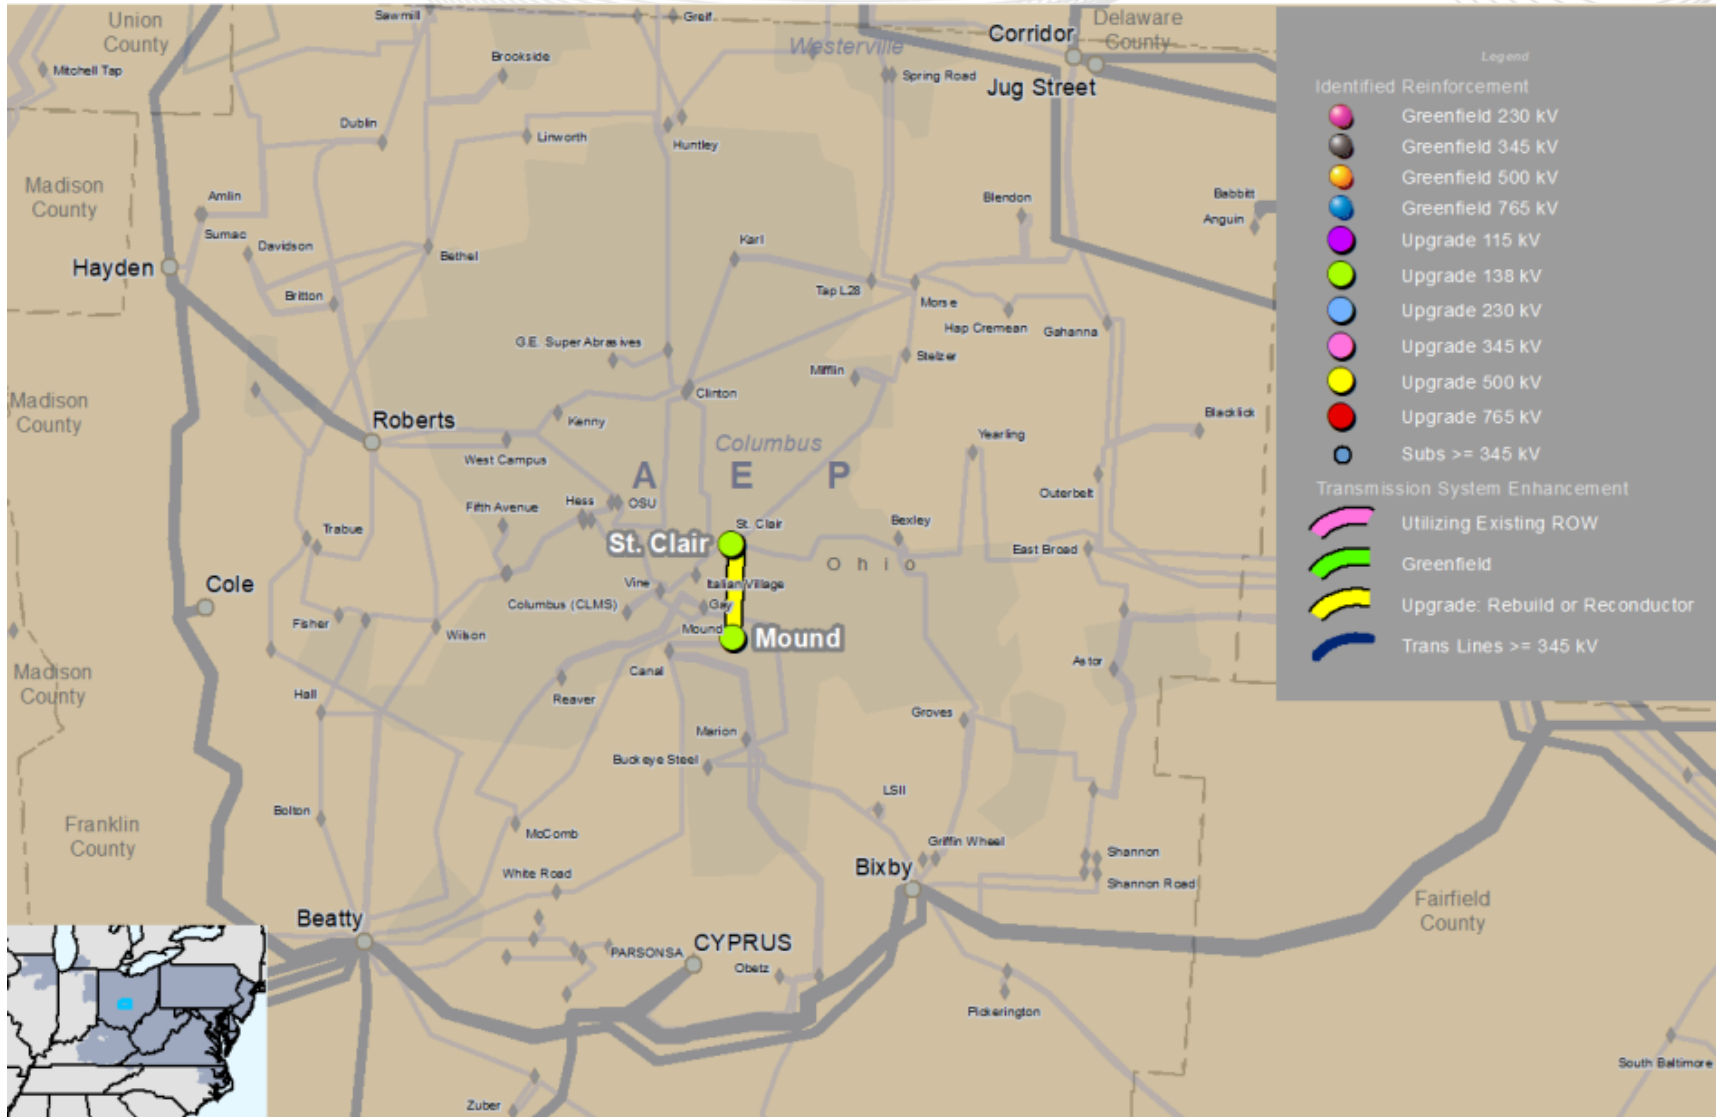 Union
County
Sawmill
Greif
Westerville
Corridor
Delaware
County
Mitchell Tap
Brookside
Spring Road
Jug Street
Dublin
Linworth
Huntley
Madison
County
Amlin
Sumac
Davidson
Bethel
Karl
Blendon
Babbitt
Anguin
Hayden
Britton
Tap L28
Morse
Hap Cremean
Gahanna
G.E. Super Abrasives
Stelzer
Mifflin
Clinton
Madison
County
Roberts
Kenny
Blacklick
West Campus
Columbus
Yearling
A E P
Outerbelt
Hess
OSU
Fifth Avenue
St. Clair
Bexley
Trabue
St. Clair
East Broad
Ohio
Cole
Vine
Italian Village
Columbus (CLMS)
Gay
Fisher
Wilson
Mound
Mound
Canal
Astor
Madison
County
Hall
Reaver
Groves
Marion
Buckeye Steel
LSII
Bolton
McComb
Franklin
County
Griffin Wheel
Shannon
Bixby
White Road
Shannon Road
Fairfield
County
Beatty
PARSONSA
CYPRUS
Obetz
Pickerington
South Baltimore
Zuber
Legend
Identified Reinforcement
Greenfield 230 kV
Greenfield 345 kV
Greenfield 500 kV
Greenfield 765 kV
Upgrade 115 kV
Upgrade 138 kV
Upgrade 230 kV
Upgrade 345 kV
Upgrade 500 kV
Upgrade 765 kV
Subs >= 345 kV
Transmission System Enhancement
Utilizing Existing ROW
Greenfield
Upgrade: Rebuild or Reconductor
Trans Lines >= 345 kV